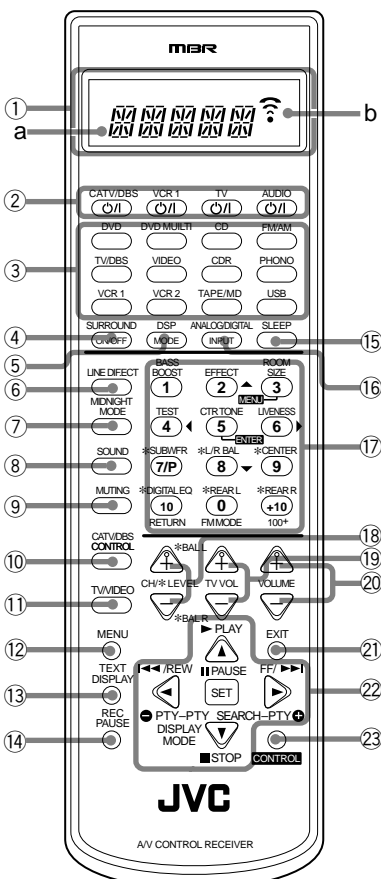 MBR
1
a
b
CATV/DBS VCR 1 TV AUDIO
2
DVD DVD MUILTI CD FM/AM
3
TV/DBS VIDEO CDR PHONO
VCR 1 VCR 2 TAPE/MD USB
4
SURROUND ON/OFF DSP MODE ANALOG/DIGITAL INPUT SLEEP
15
5
16
BASS BOOST 1 EFFECT 2 ROOM SIZE 3
LINE DIFECT
6
MENU
MIDNIGHT MODE
7
TEST 4 CTR TONE 5 LIVENESS 6
17
ENTER
SOUND
8
*SUBWFR 7/P *L/R BAL 8 *CENTER 9
MUTING
9
*DIGITAL EQ 10 *REAR L 0 *REAR R +10
RETURN FM MODE 100+
18
CATV/DBS CONTROL
10
*BAL L
19
CH/* LEVEL TV VOL VOLUME
20
TV/VIDEO
11
*BAL R
MENU
12
PLAY
EXIT
21
TEXT DISPLAY
13
/REW PAUSE FF/
SET
22
REC PAUSE
14
PTY–PTY SEARCH–PTY
DISPLAY MODE
STOP
CONTROL
23
JVC
A/V CONTROL RECEIVER